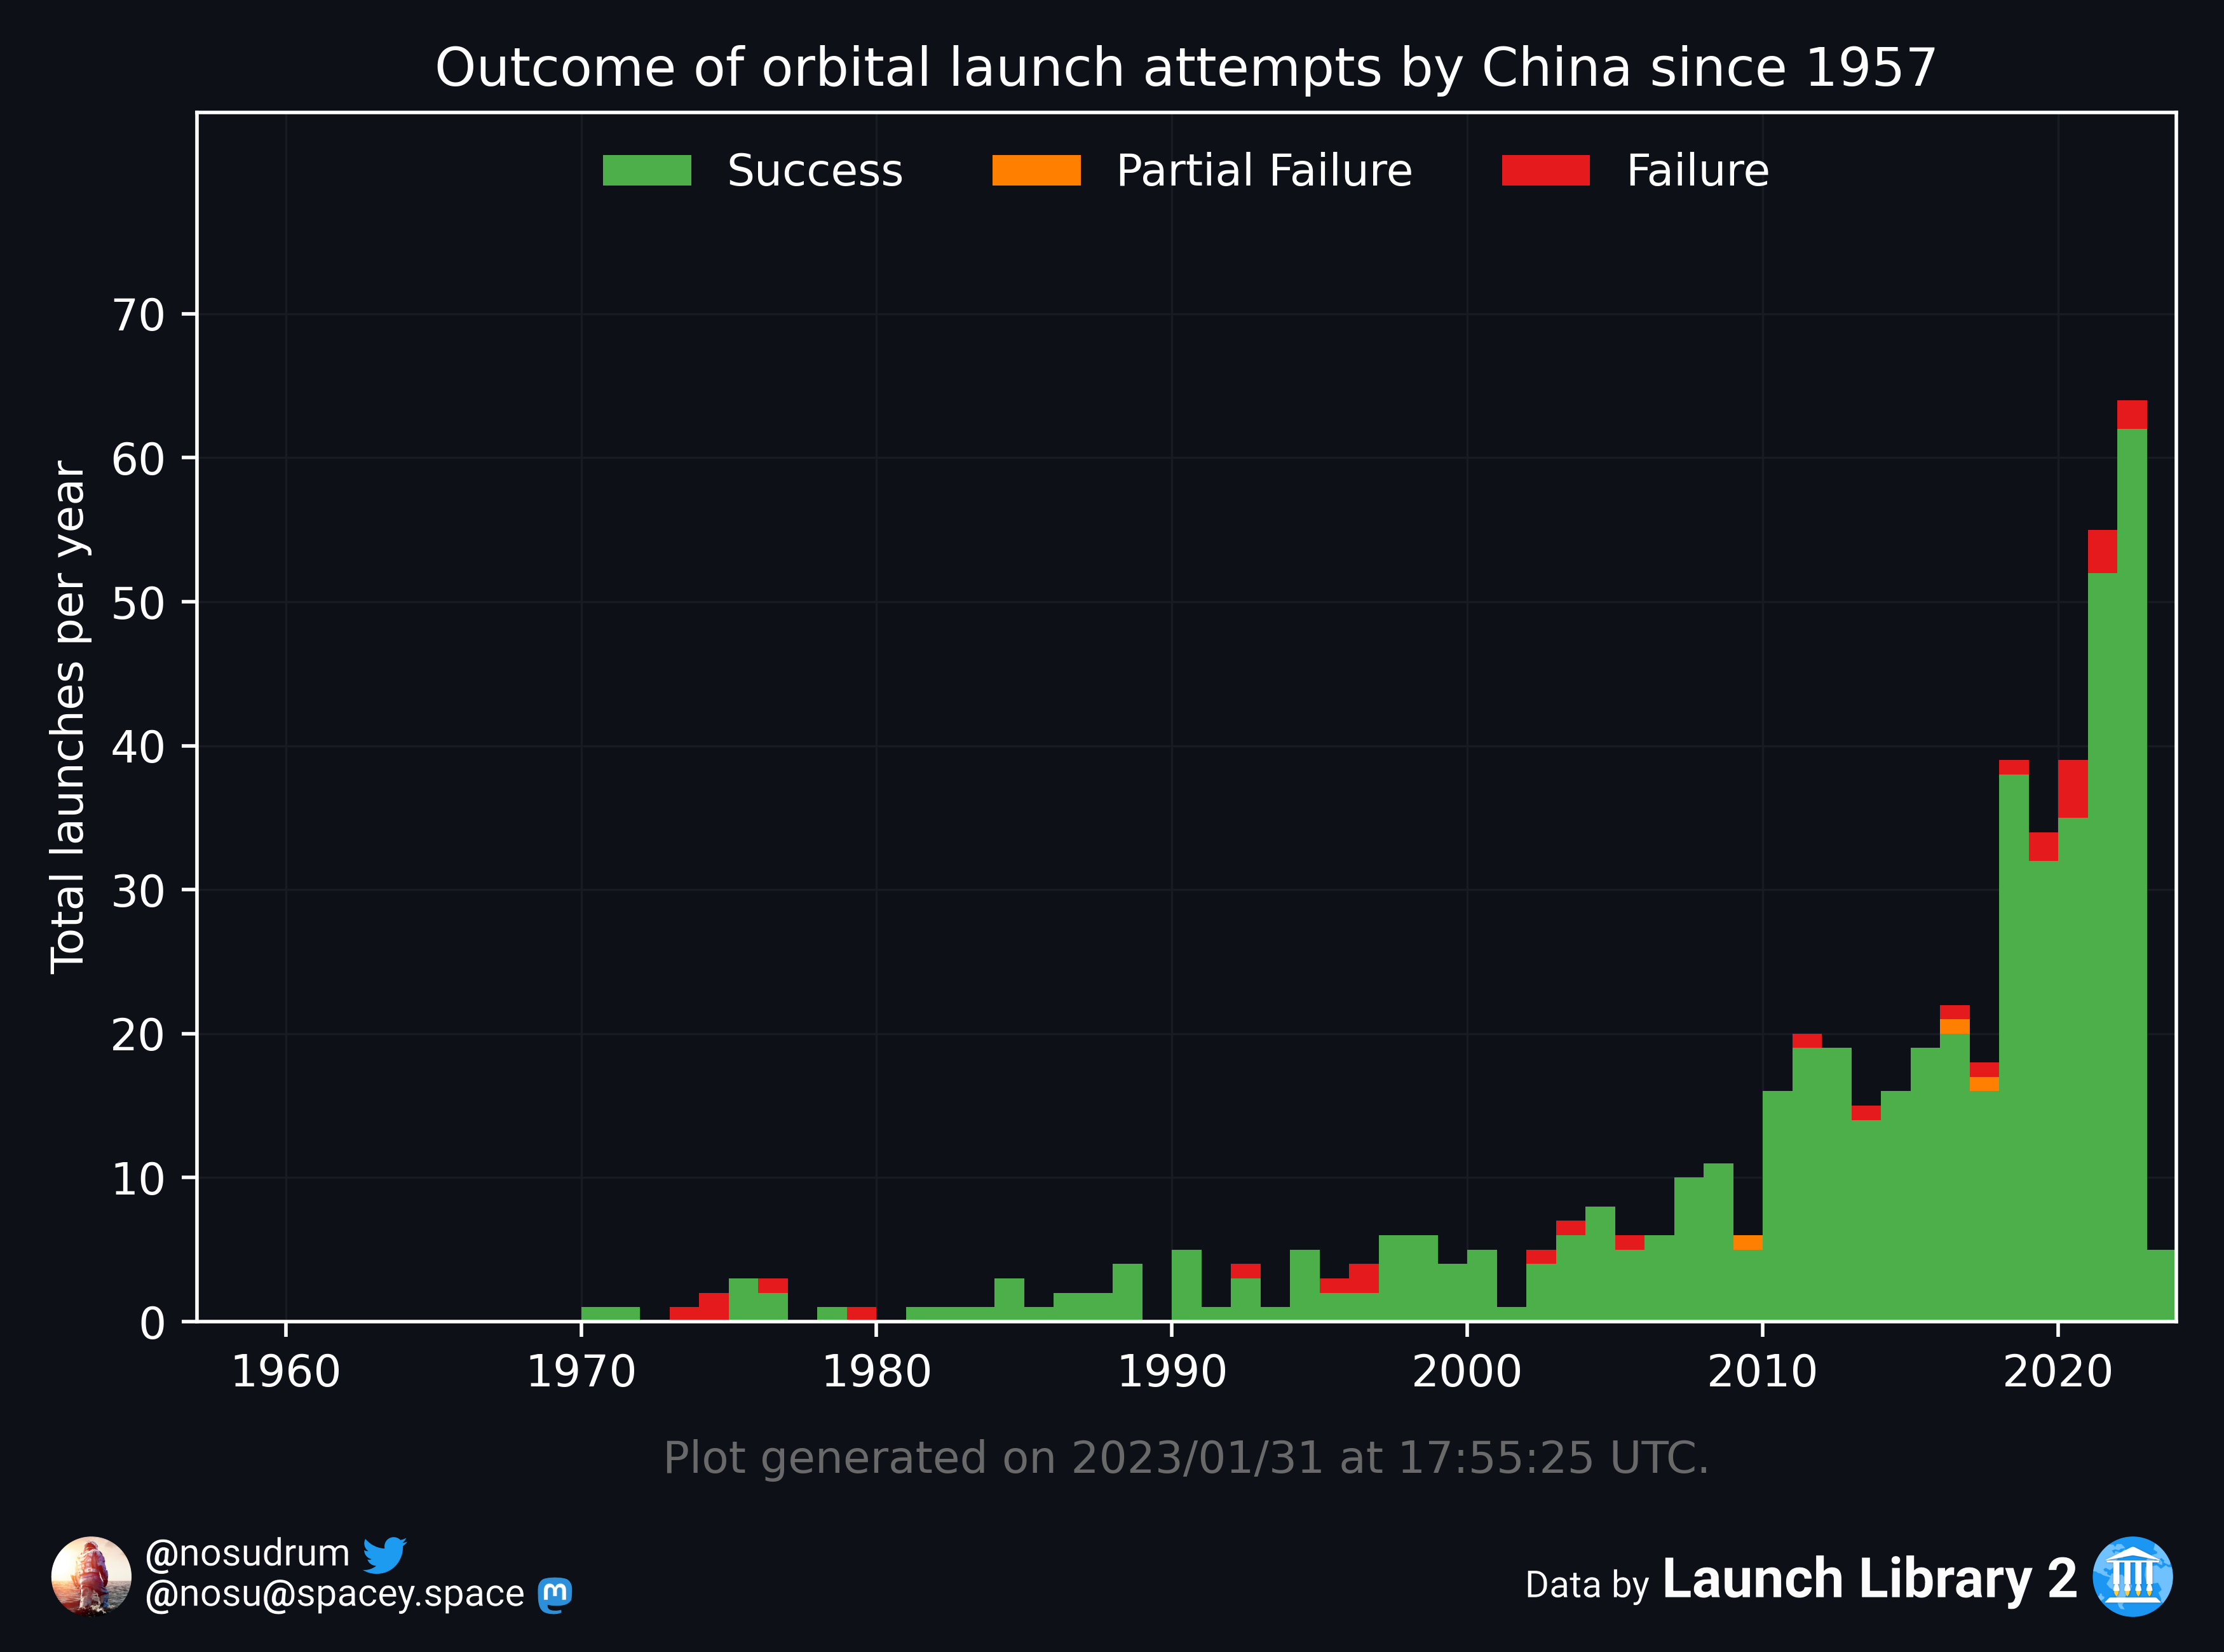 Outcome of orbital launch attempts by China since 1957
Success Partial Failure Failure
Total launches per year
70
60
50
40
30
20
10
0
1960 1970 1980 1990 2000 2010 2020
Plot generated on 2023/01/31 at 17:55:25 UTC.
@nosudrum
@nosu@spacey.space
Data by Launch Library 2